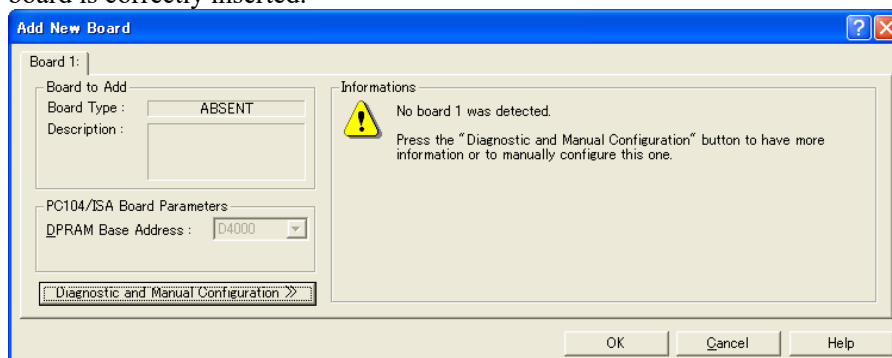 board is correctly inserted.
Add New Board
Board 1:
Board to Add
Board Type : ABSENT
Description :
PC104/ISA Board Parameters
DPRAM Base Address : D4000
Diagnostic and Manual Configuration >>
Informations
No board 1 was detected.
Press the "Diagnostic and Manual Configuration" button to have more
information or to manually configure this one.
OK Cancel Help